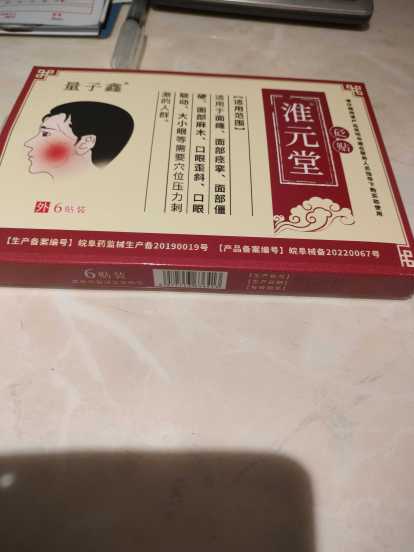 量子鑫
淮元堂
砭贴
【适用范围】
适用于面瘫、面部痉挛、面部僵
硬、面部麻木、口眼歪斜、口眼
联动、大小眼等需要穴位压力刺
激的人群。
外6贴装
【生产备案编号】皖阜药监械生产备20190019号 【产品备案编号】皖阜械备20220067号
6贴装